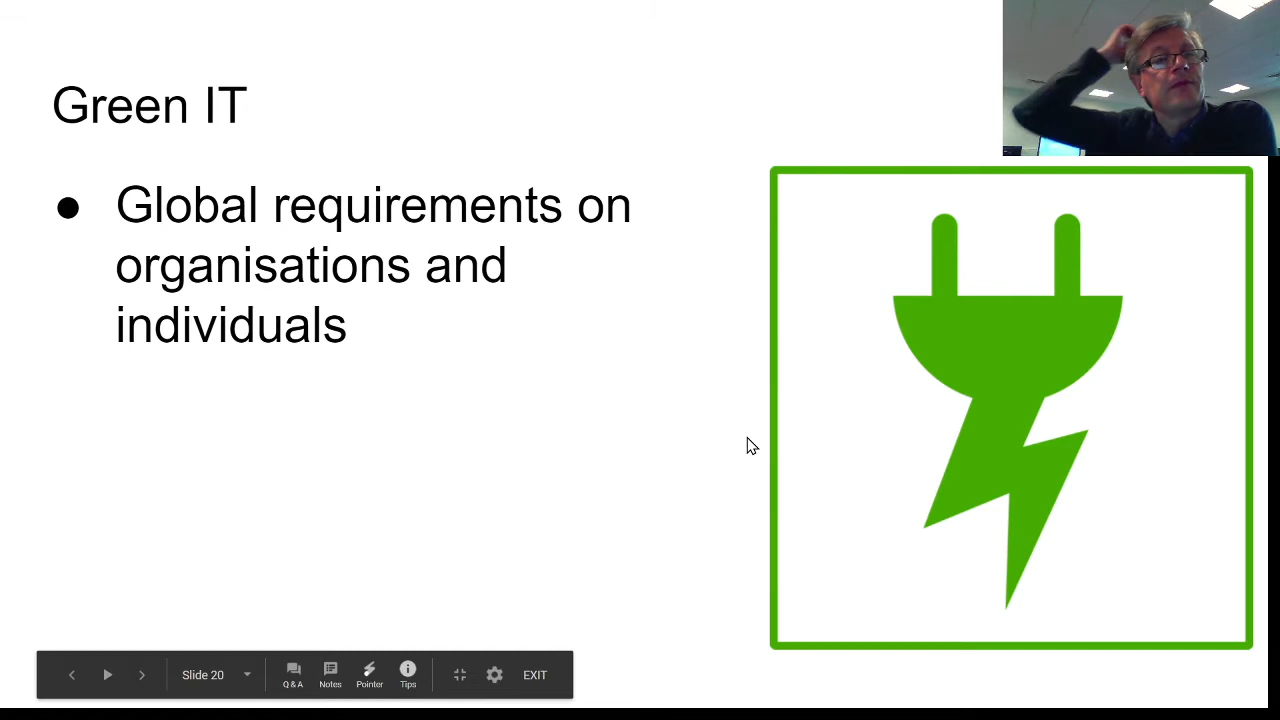 Green IT
● Global requirements on
organisations and
individuals
Slide 20
Q & A
Notes
Pointer
Tips
EXIT